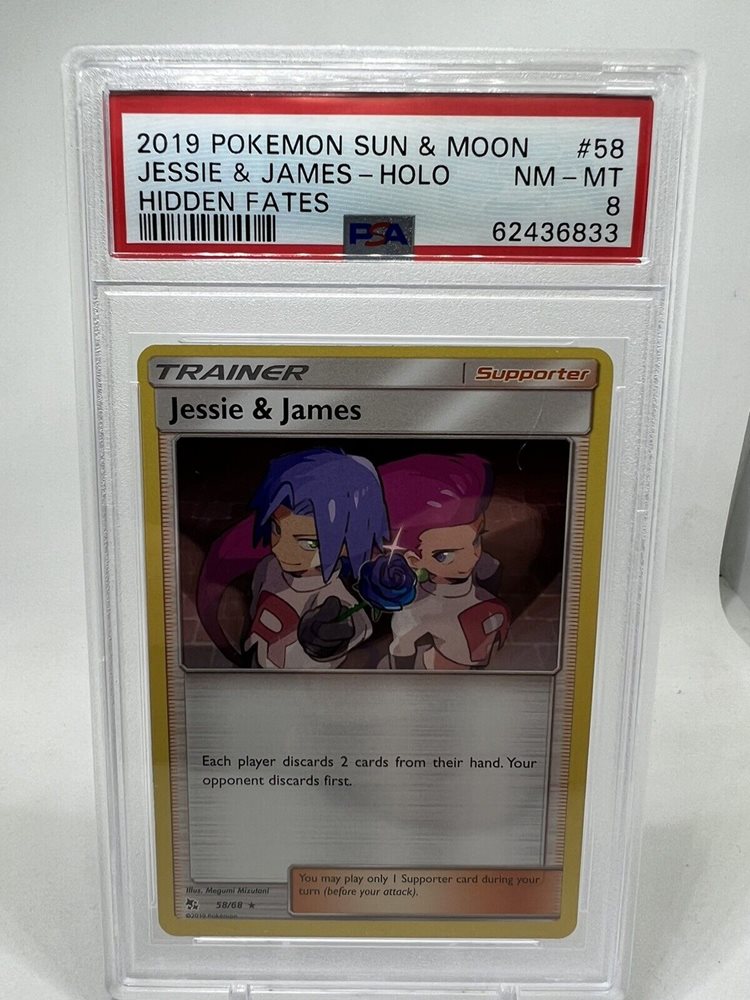 2019 POKEMON SUN & MOON #58
JESSIE & JAMES - HOLO NM - MT
HIDDEN FATES 8
PSA 62436833
TRAINER Supporter
Jessie & James
R R
Each player discards 2 cards from their hand. Your
opponent discards first.
You may play only 1 Supporter card during your
turn (before your attack).
Illus. Megumi Mizutani
58/68 ★
©2019 Pokémon